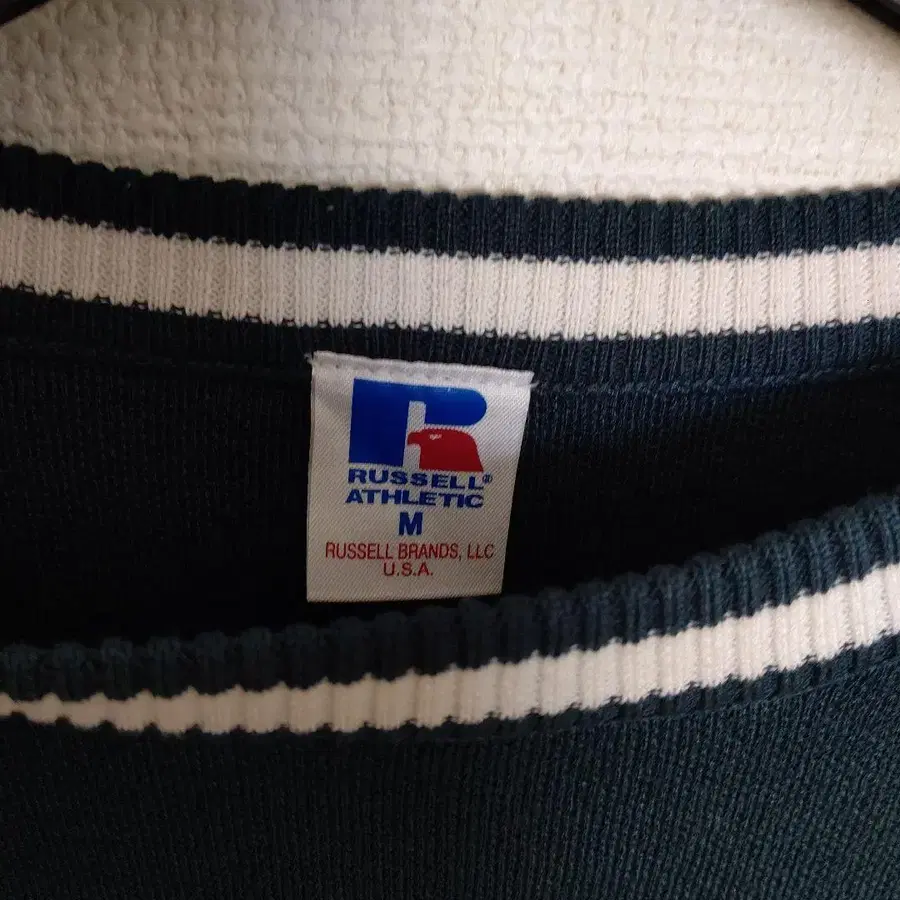 RUSSELL®
ATHLETIC
M
RUSSELL BRANDS, LLC
U.S.A.